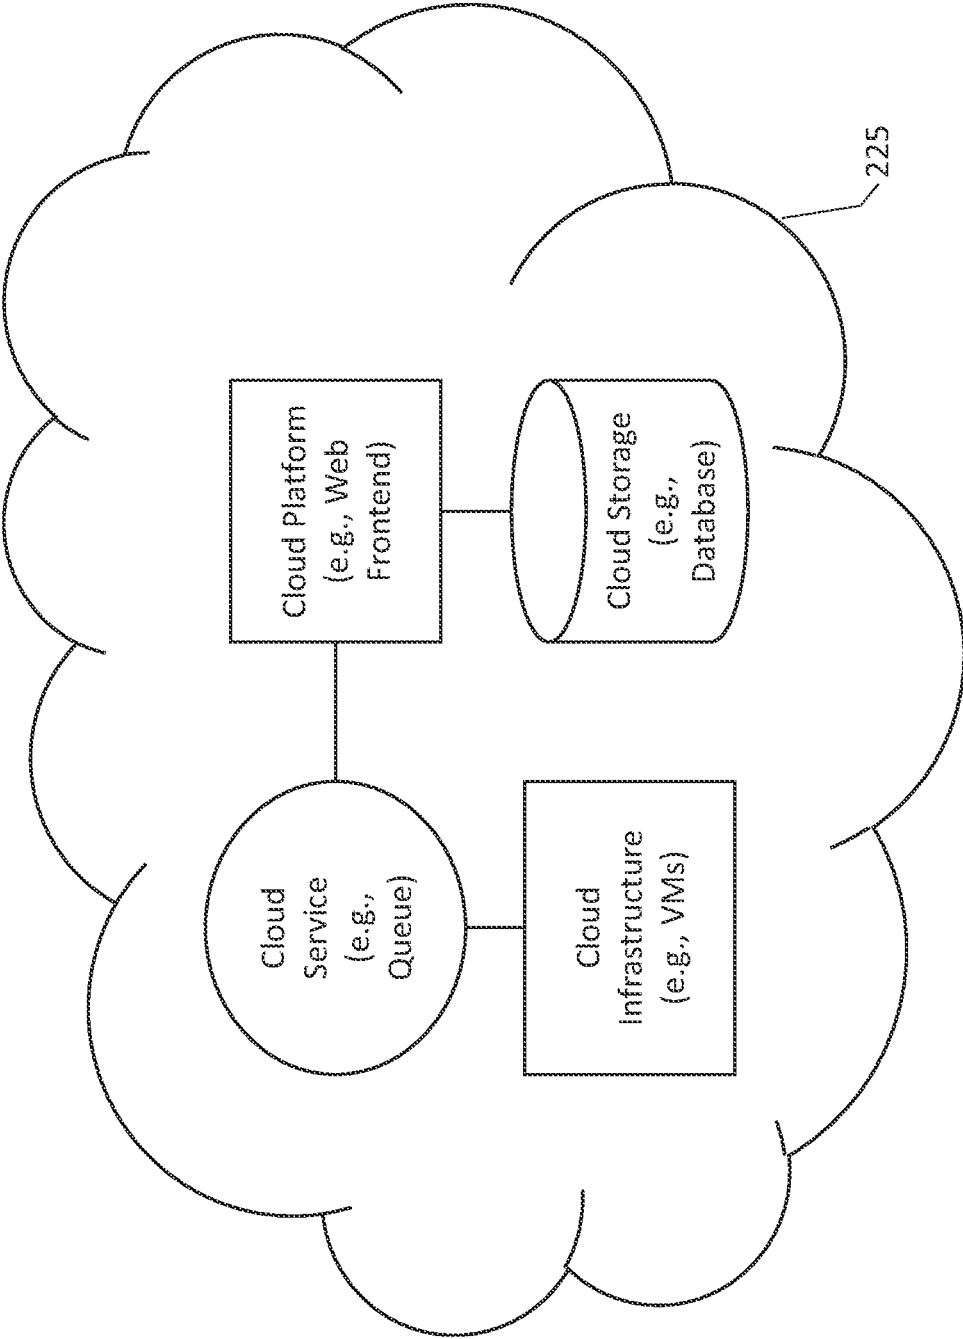 Cloud
Service
(e.g.,
Queue)
Cloud Platform
(e.g., Web
Frontend)
Cloud
Infrastructure
(e.g., VMs)
Cloud Storage
(e.g.,
Database)
225